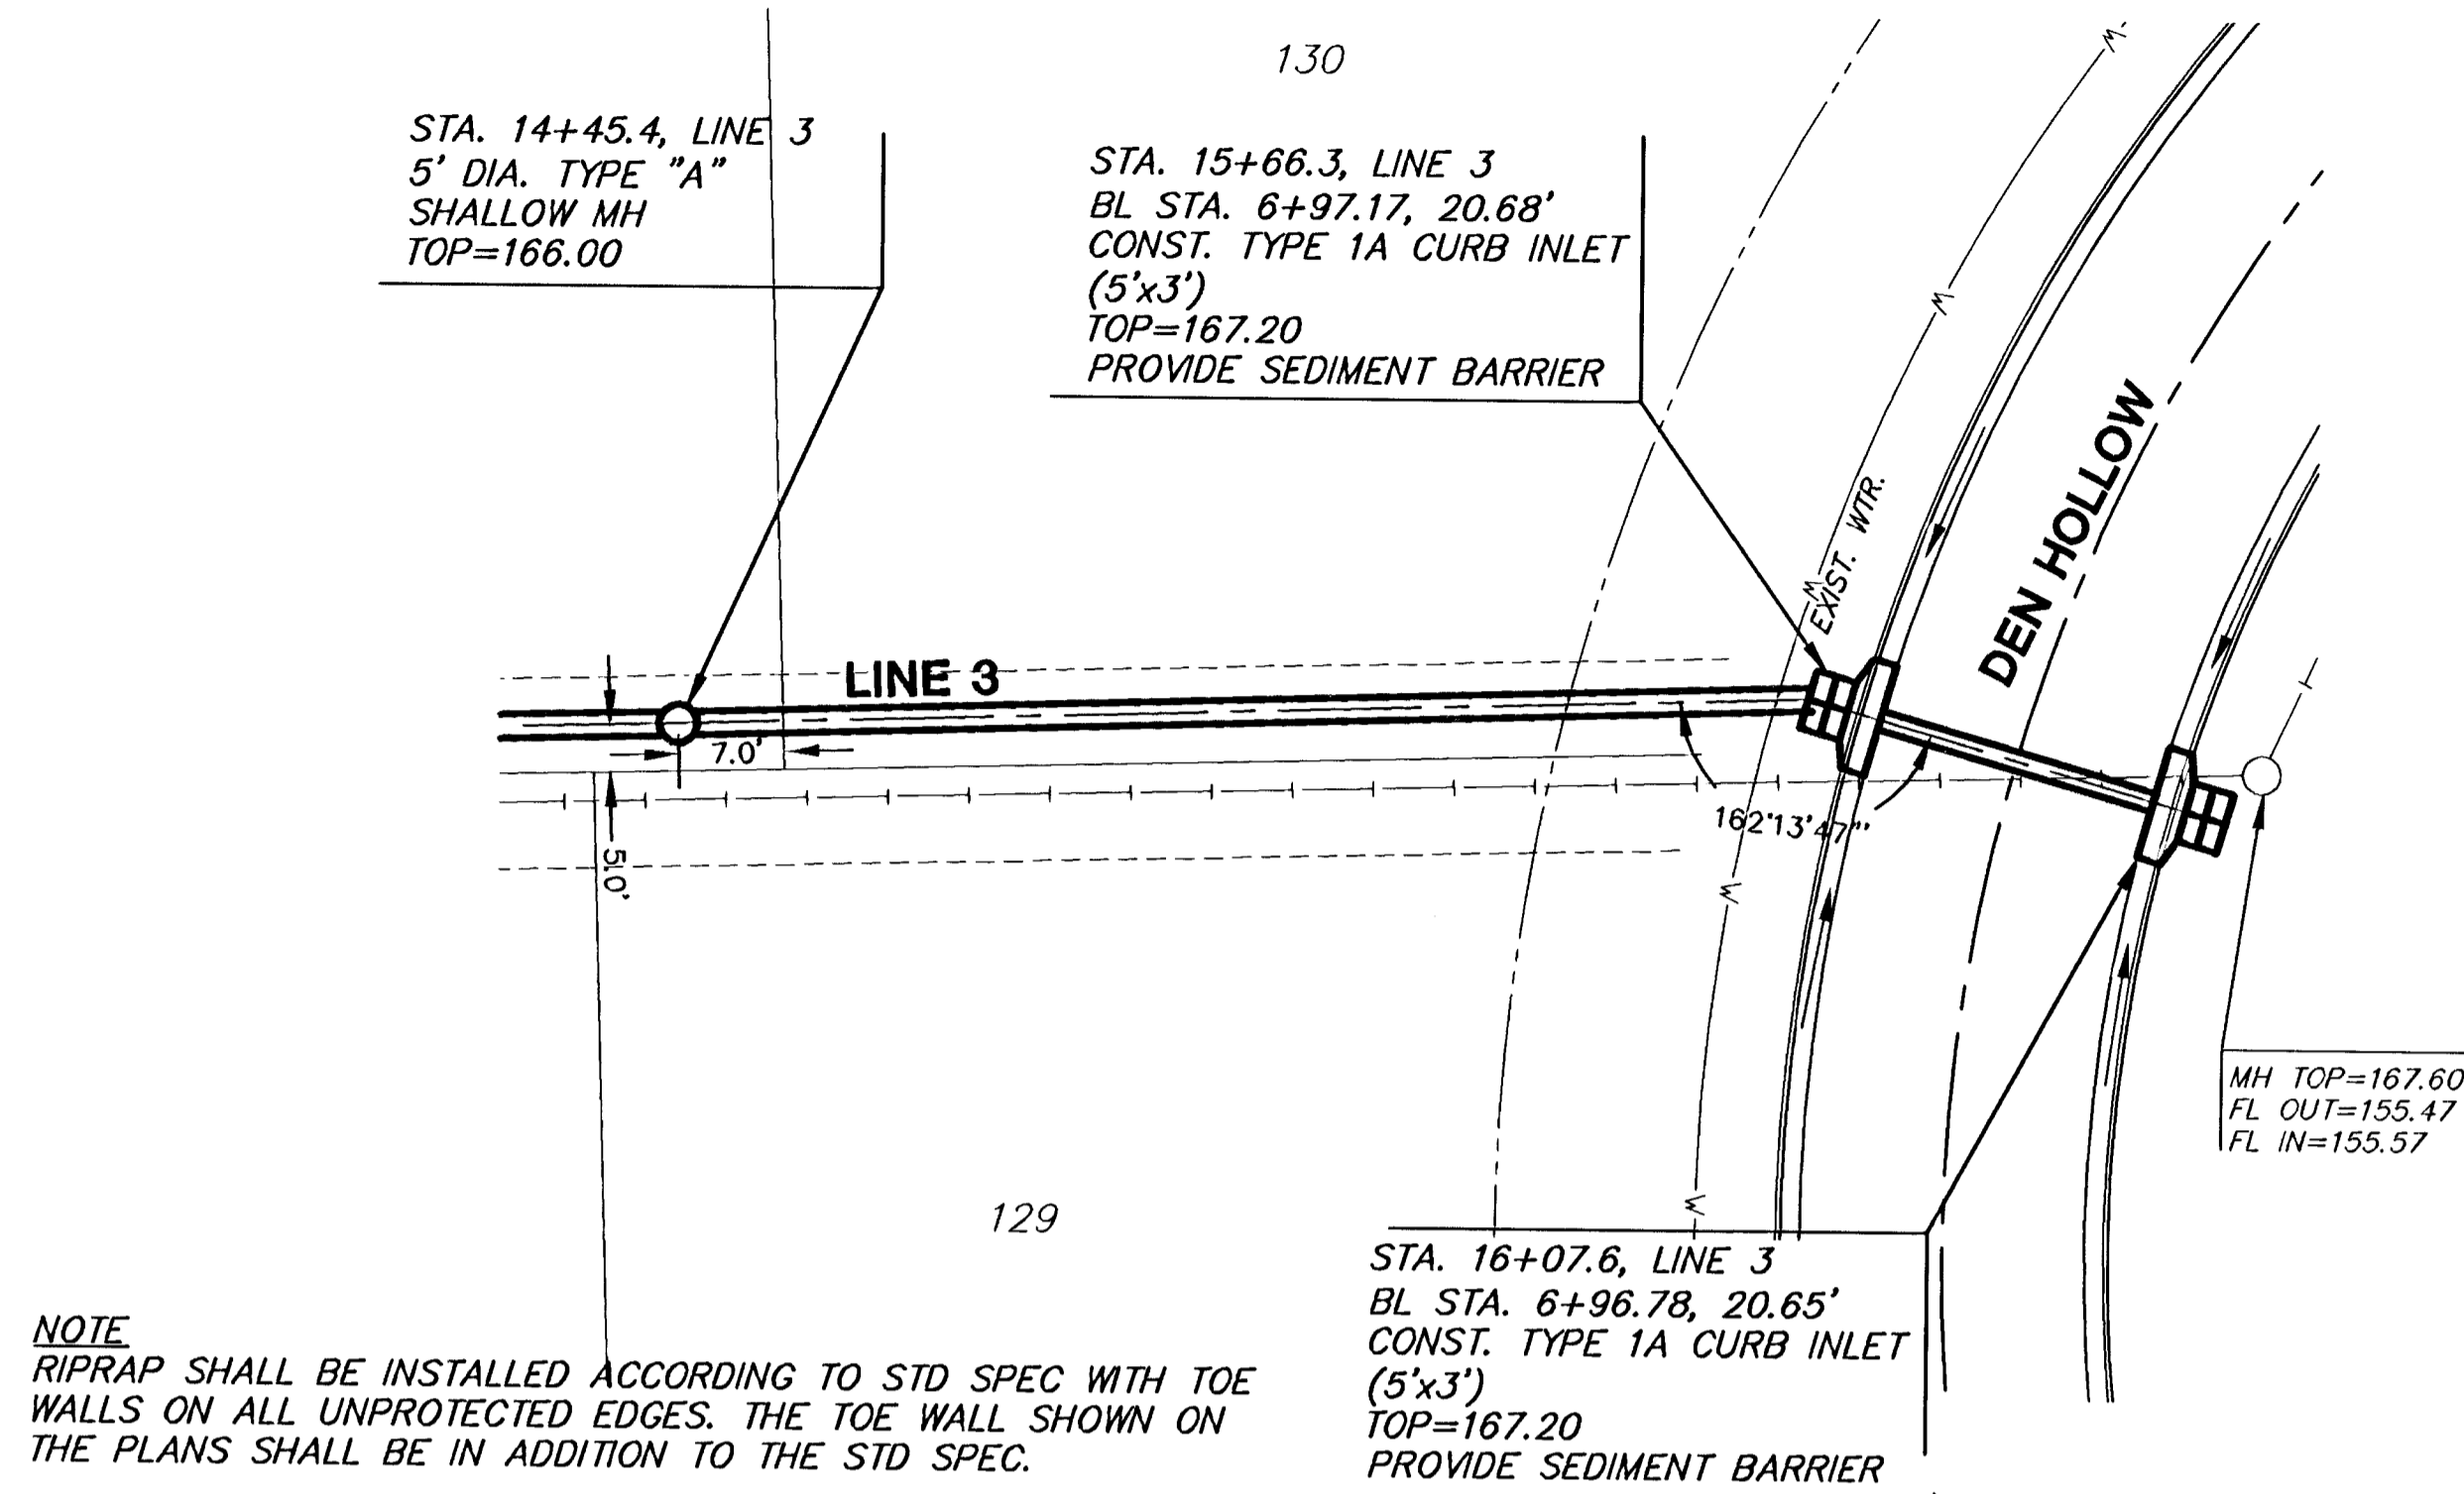 130
STA. 14+45.4, LINE 3
5' DIA. TYPE "A"
SHALLOW MH
TOP=166.00
STA. 15+66.3, LINE 3
BL STA. 6+97.17, 20.68'
CONST. TYPE 1A CURB INLET
(5'x3')
TOP=167.20
PROVIDE SEDIMENT BARRIER
W
W
W
EXIST. WTR.
DEN HOLLOW
LINE 3
7.0'
5.0'
162°13'47"
W
W
MH TOP=167.60
FL OUT=155.47
FL IN=155.57
129
STA. 16+07.6, LINE 3
BL STA. 6+96.78, 20.65'
CONST. TYPE 1A CURB INLET
(5'x3')
TOP=167.20
PROVIDE SEDIMENT BARRIER
NOTE
RIPRAP SHALL BE INSTALLED ACCORDING TO STD SPEC WITH TOE
WALLS ON ALL UNPROTECTED EDGES. THE TOE WALL SHOWN ON
THE PLANS SHALL BE IN ADDITION TO THE STD SPEC.